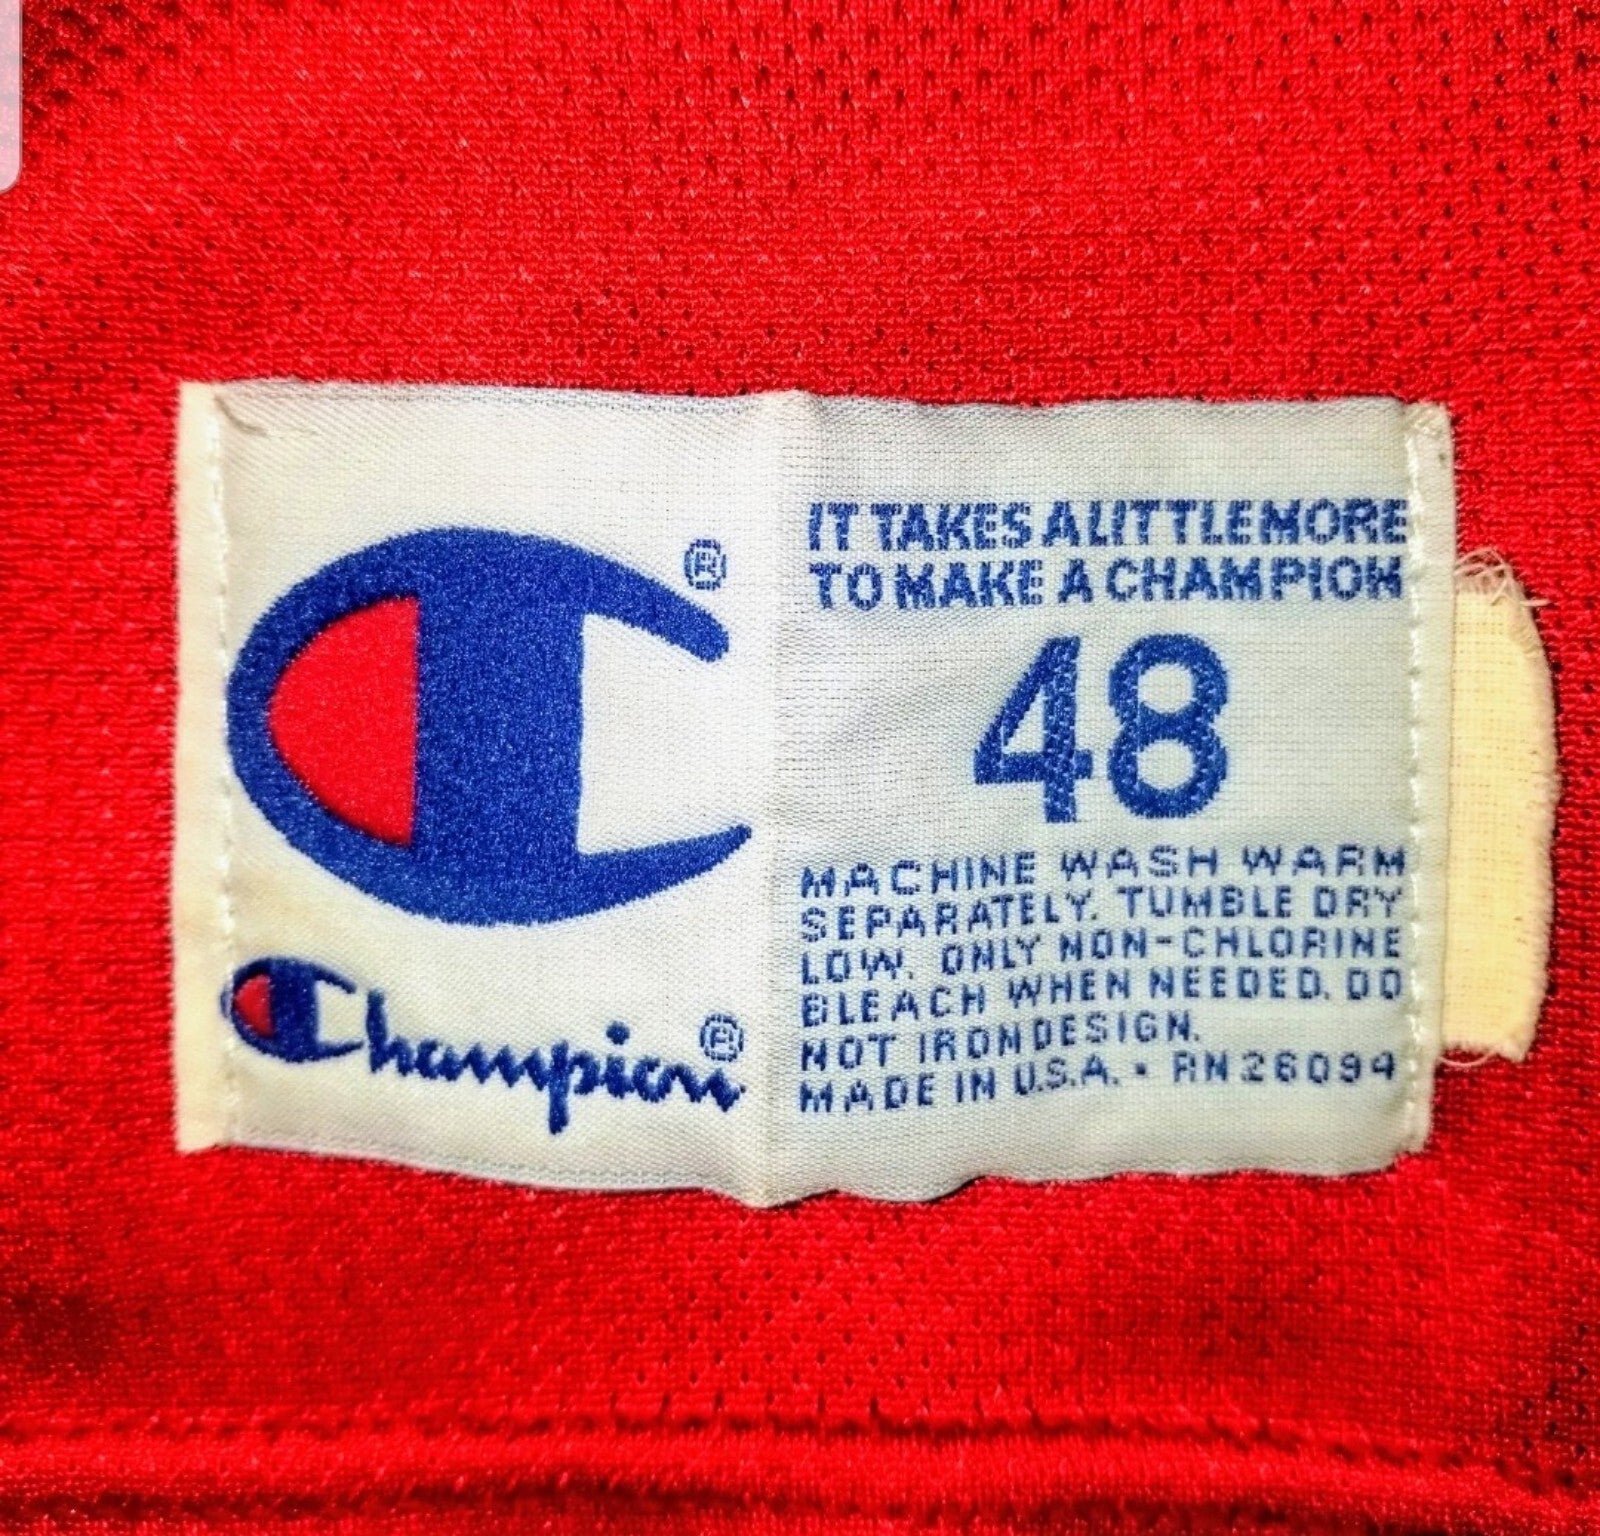 ®
Champion®
IT TAKES A LITTLE MORE
TO MAKE A CHAMPION
48
MACHINE WASH WARM
SEPARATELY. TUMBLE DRY
LOW. ONLY NON-CHLORINE
BLEACH WHEN NEEDED. DO
NOT IRON DESIGN.
MADE IN U.S.A. • RN 26094